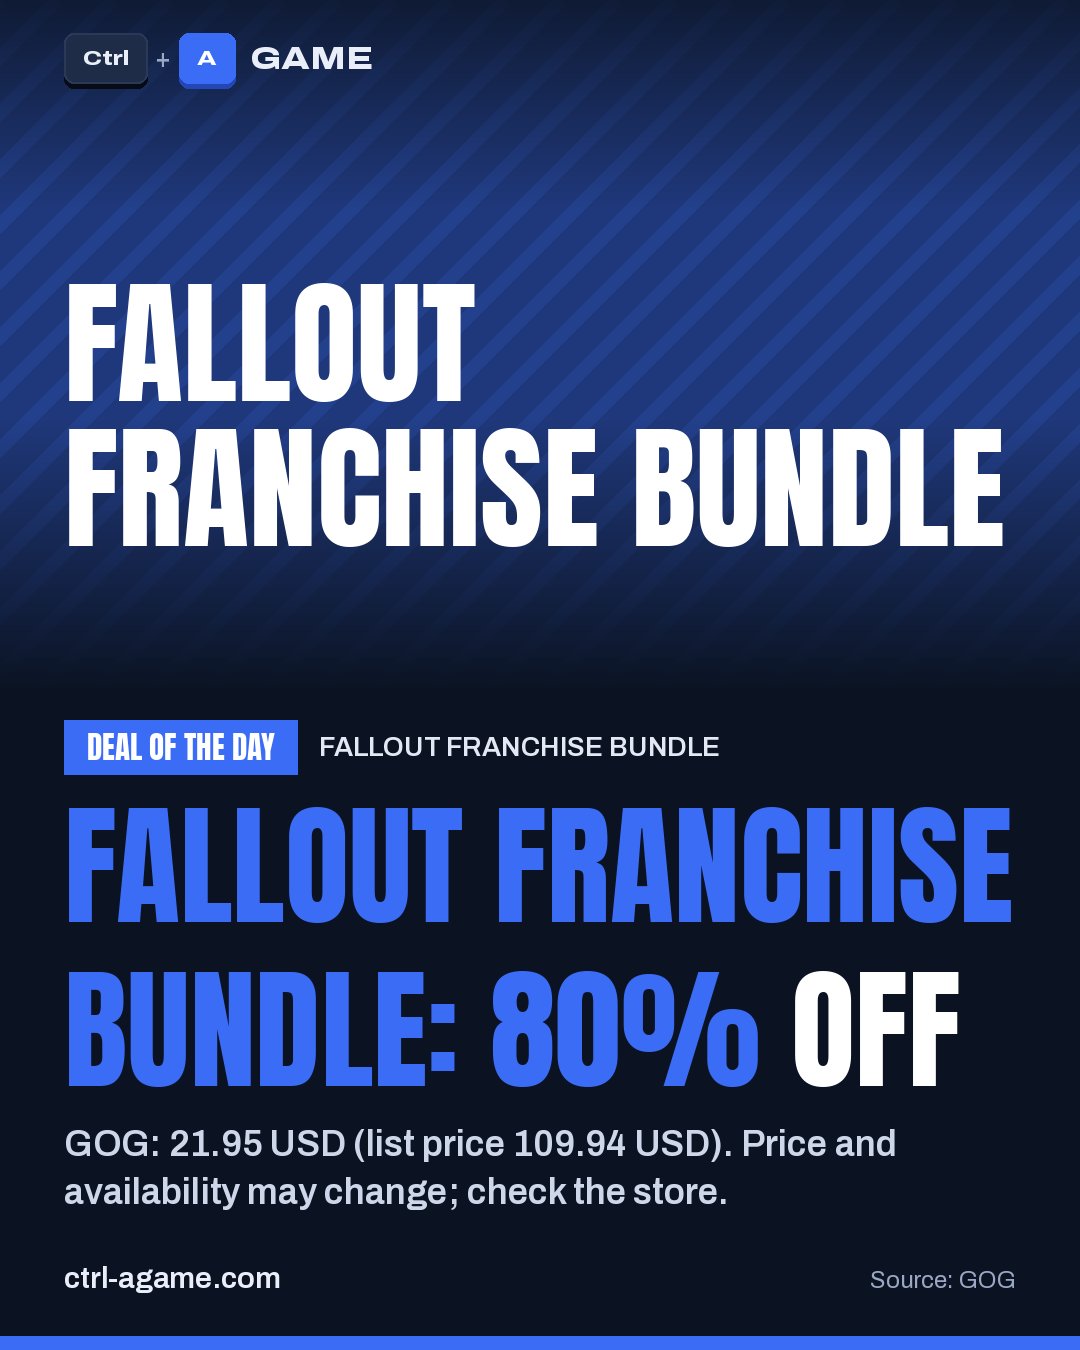 Ctrl + A GAME
FALLOUT
FRANCHISE BUNDLE
DEAL OF THE DAY FALLOUT FRANCHISE BUNDLE
FALLOUT FRANCHISE
BUNDLE: 80% OFF
GOG: 21.95 USD (list price 109.94 USD). Price and
availability may change; check the store.
ctrl-agame.com Source: GOG